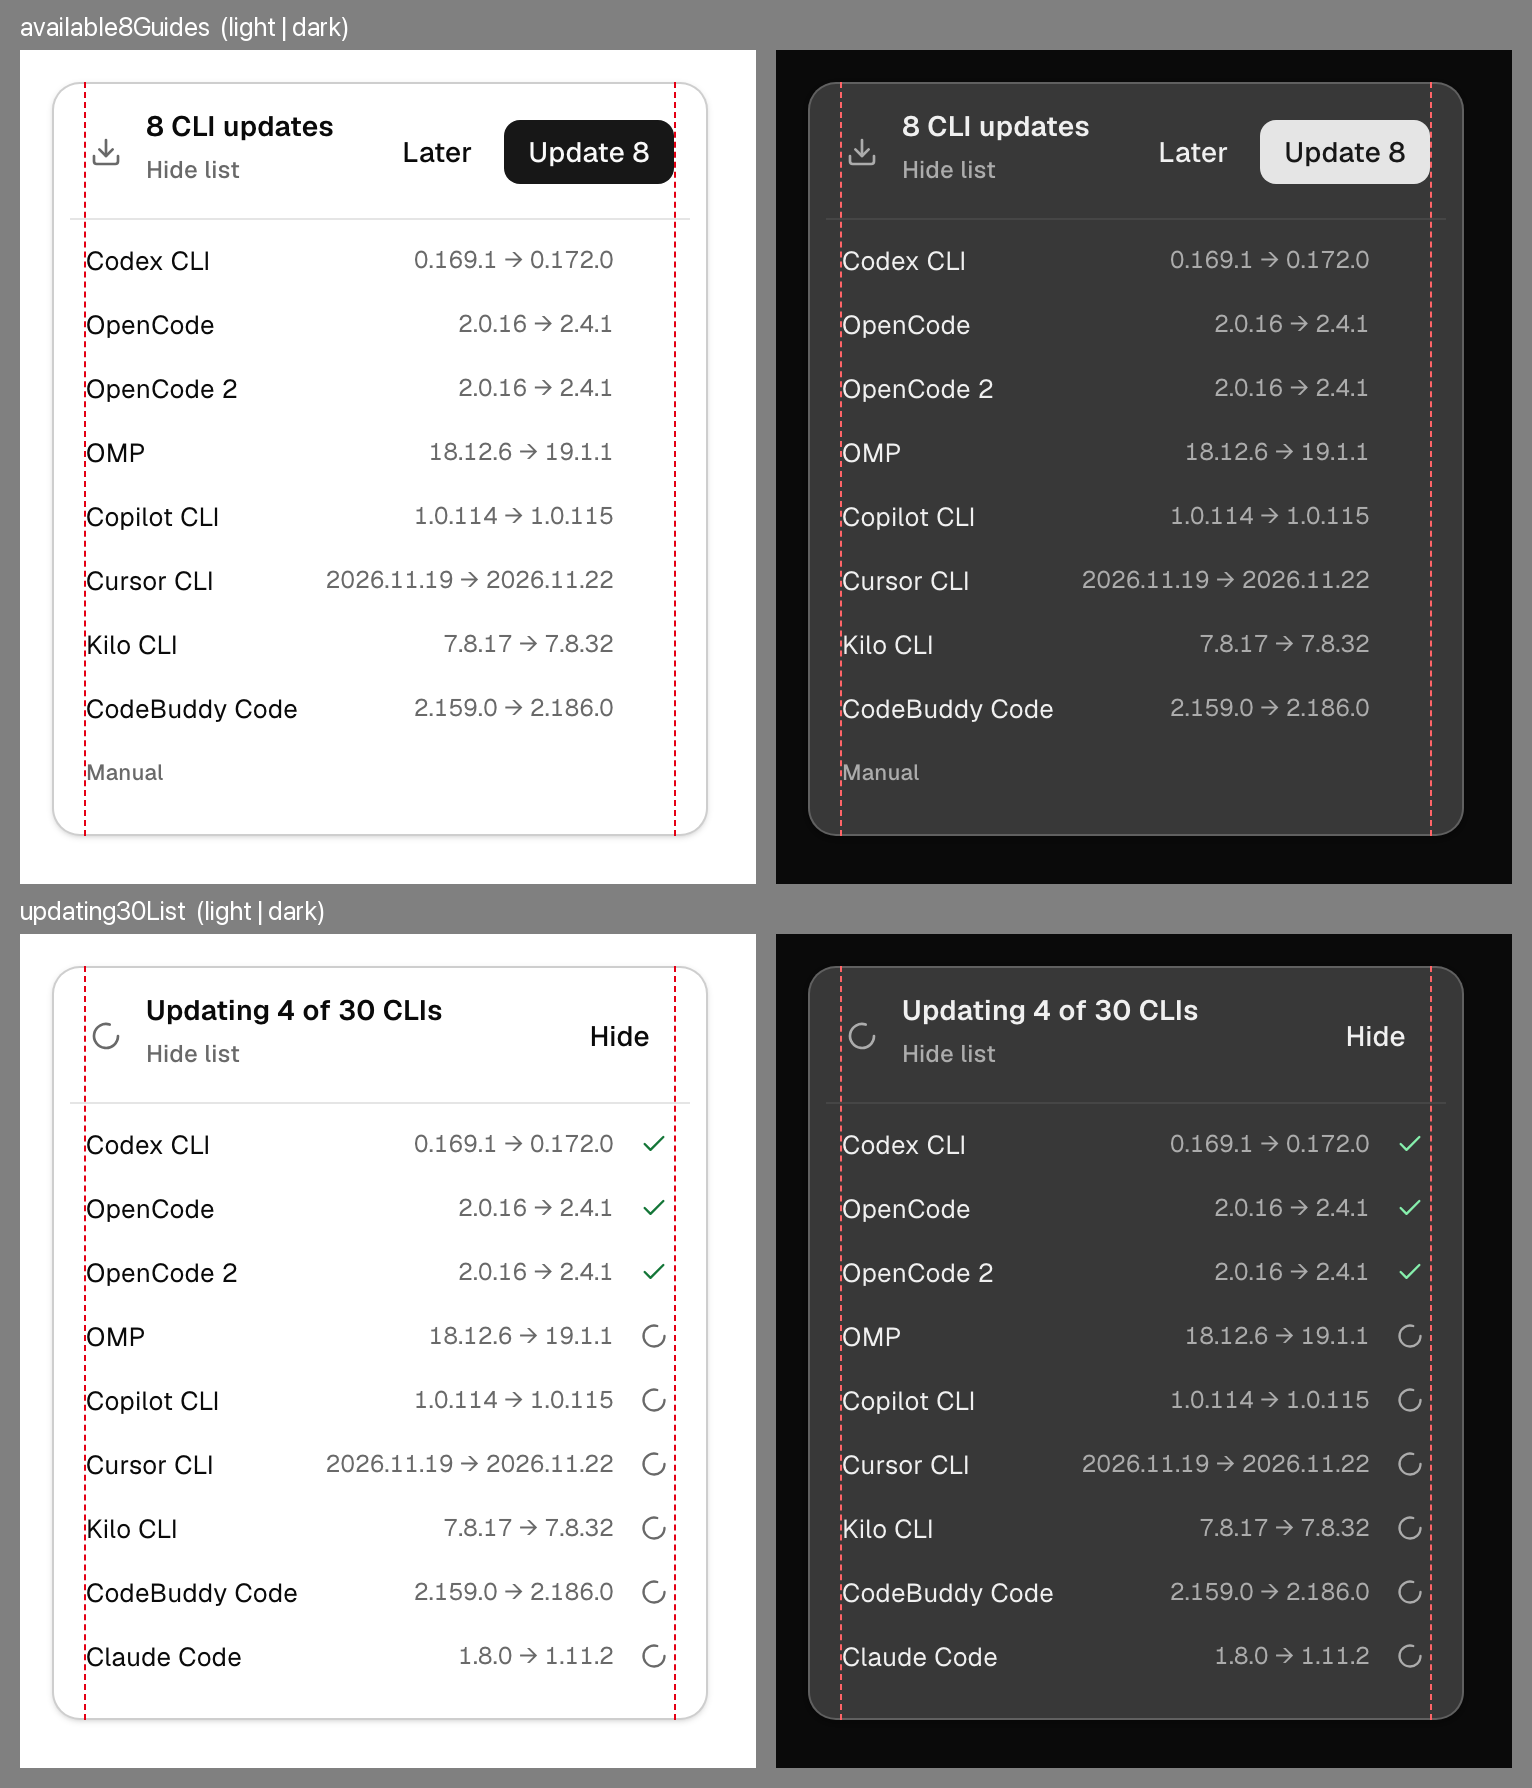 available8Guides (light | dark)
8 CLI updates
Hide list
Later
Update 8
Codex CLI 0.169.1 → 0.172.0
OpenCode 2.0.16 → 2.4.1
OpenCode 2 2.0.16 → 2.4.1
OMP 18.12.6 → 19.1.1
Copilot CLI 1.0.114 → 1.0.115
Cursor CLI 2026.11.19 → 2026.11.22
Kilo CLI 7.8.17 → 7.8.32
CodeBuddy Code 2.159.0 → 2.186.0
Manual
8 CLI updates
Hide list
Later
Update 8
Codex CLI 0.169.1 → 0.172.0
OpenCode 2.0.16 → 2.4.1
OpenCode 2 2.0.16 → 2.4.1
OMP 18.12.6 → 19.1.1
Copilot CLI 1.0.114 → 1.0.115
Cursor CLI 2026.11.19 → 2026.11.22
Kilo CLI 7.8.17 → 7.8.32
CodeBuddy Code 2.159.0 → 2.186.0
Manual
updating30List (light | dark)
Updating 4 of 30 CLIs
Hide list
Hide
Codex CLI 0.169.1 → 0.172.0
OpenCode 2.0.16 → 2.4.1
OpenCode 2 2.0.16 → 2.4.1
OMP 18.12.6 → 19.1.1
Copilot CLI 1.0.114 → 1.0.115
Cursor CLI 2026.11.19 → 2026.11.22
Kilo CLI 7.8.17 → 7.8.32
CodeBuddy Code 2.159.0 → 2.186.0
Claude Code 1.8.0 → 1.11.2
Updating 4 of 30 CLIs
Hide list
Hide
Codex CLI 0.169.1 → 0.172.0
OpenCode 2.0.16 → 2.4.1
OpenCode 2 2.0.16 → 2.4.1
OMP 18.12.6 → 19.1.1
Copilot CLI 1.0.114 → 1.0.115
Cursor CLI 2026.11.19 → 2026.11.22
Kilo CLI 7.8.17 → 7.8.32
CodeBuddy Code 2.159.0 → 2.186.0
Claude Code 1.8.0 → 1.11.2